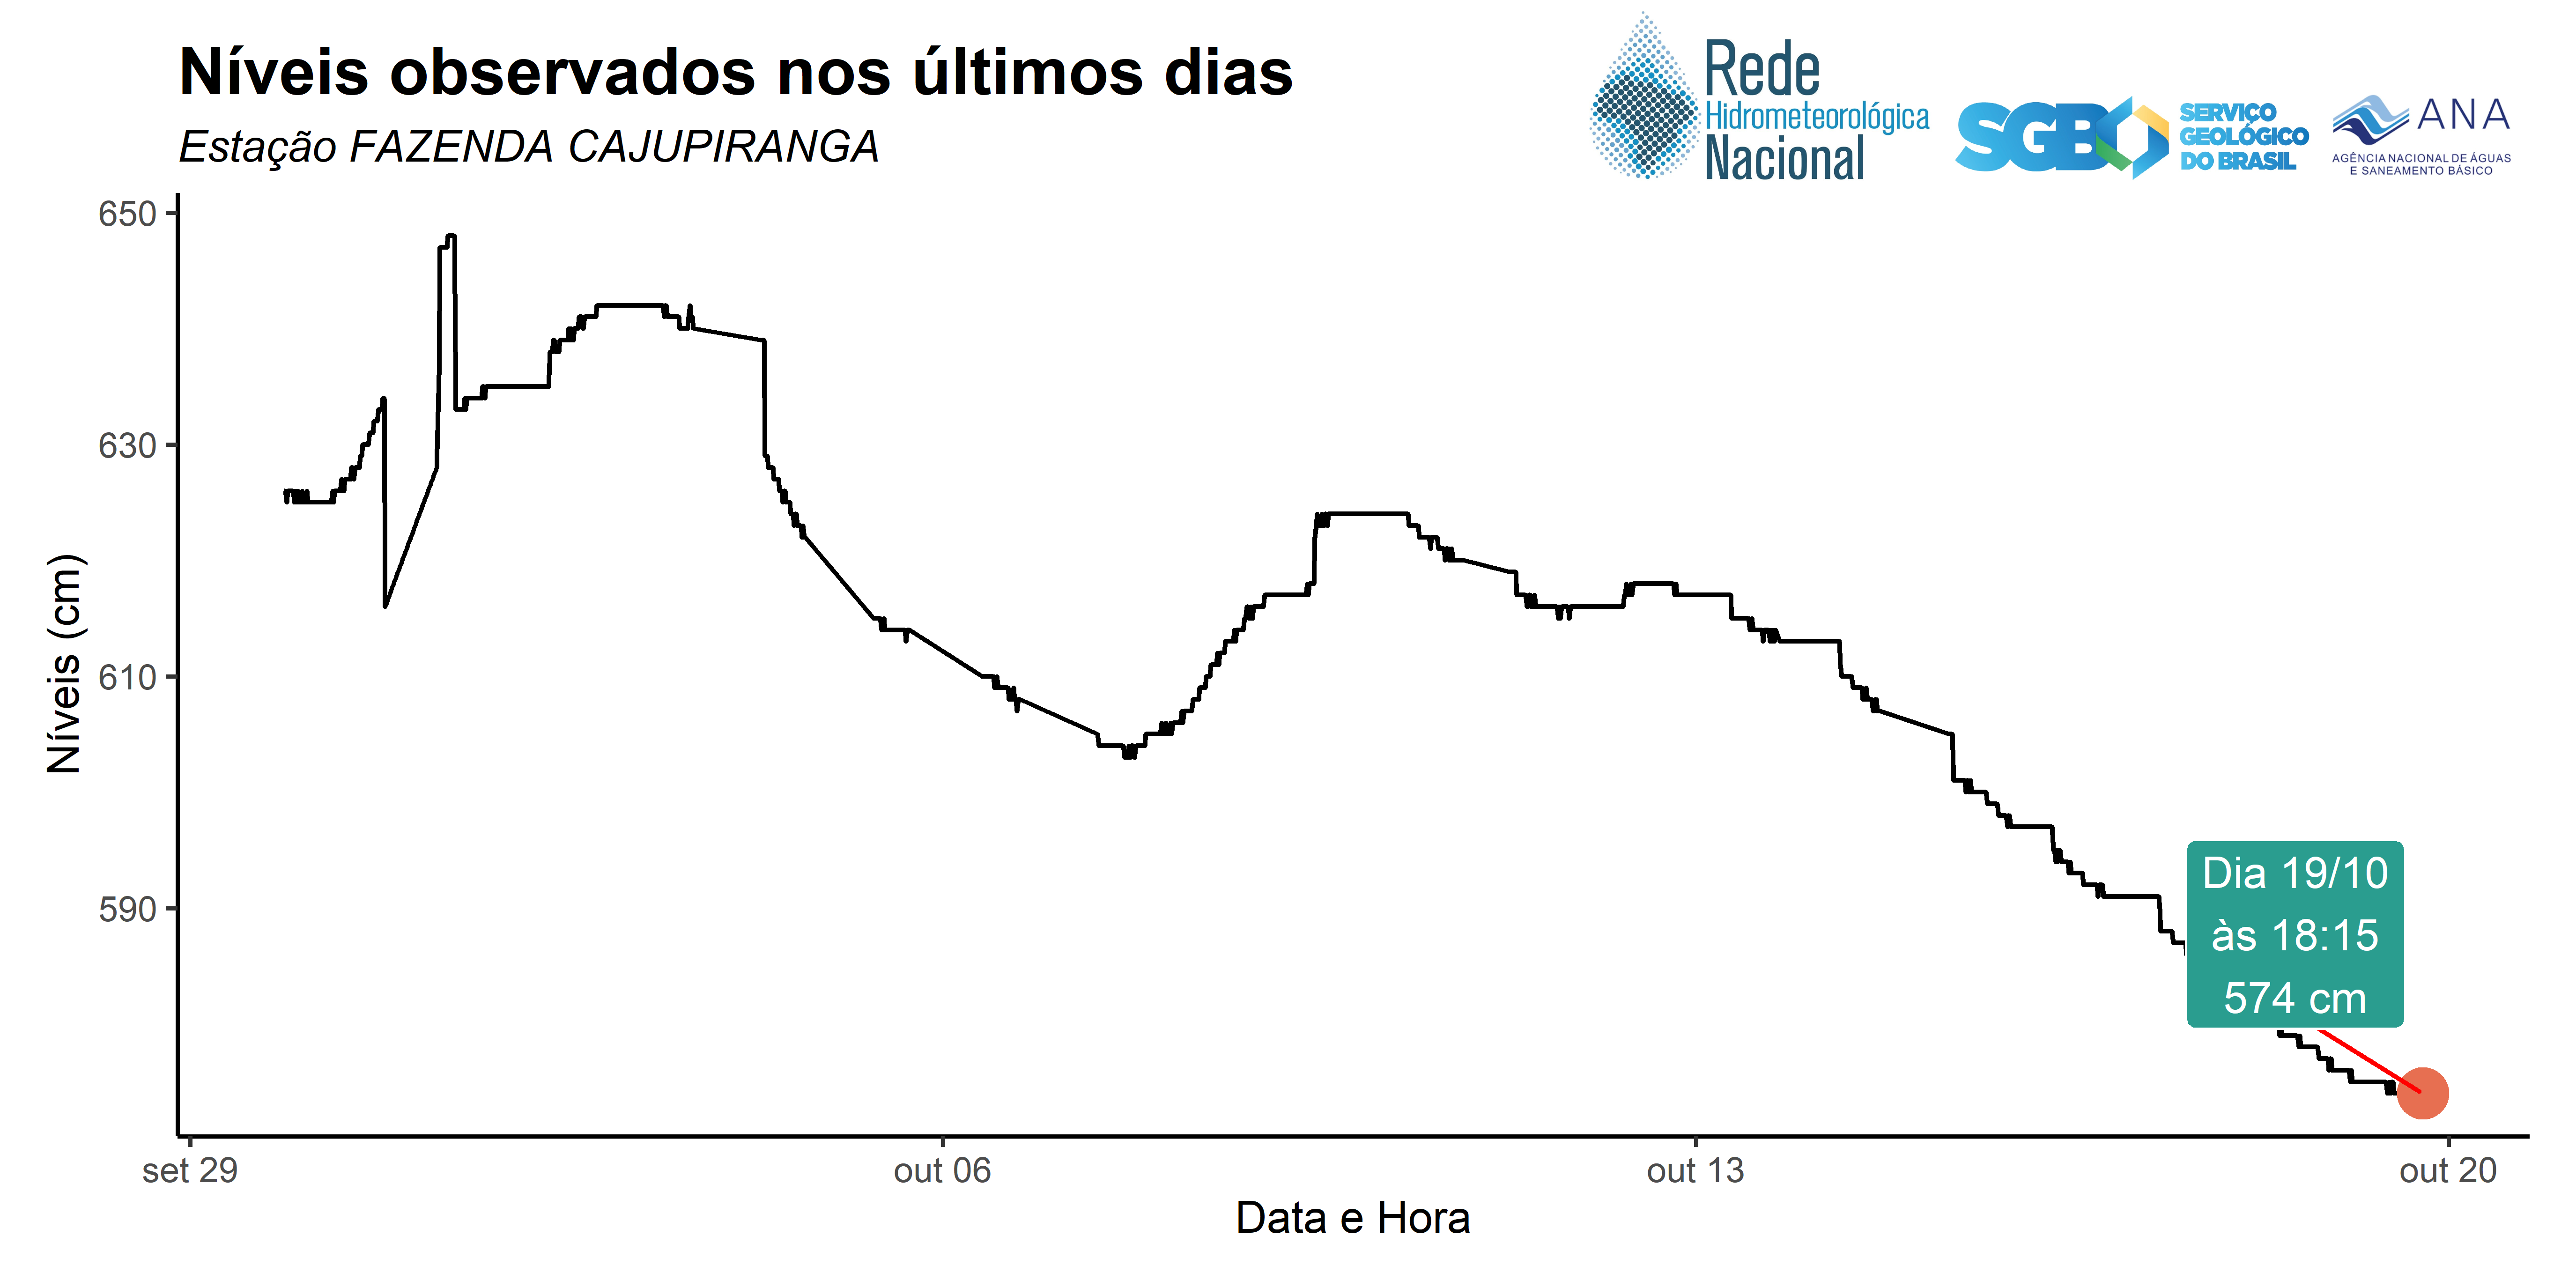 Níveis observados nos últimos dias
Estação FAZENDA CAJUPIRANGA
Rede
Hidrometeorológica
Nacional
SGB
SERVIÇO
GEOLÓGICO
DO BRASIL
ANA
AGÊNCIA NACIONAL DE ÁGUAS
E SANEAMENTO BÁSICO
Níveis (cm)
650
630
610
590
Dia 19/10
às 18:15
574 cm
set 29
out 06
out 13
out 20
Data e Hora